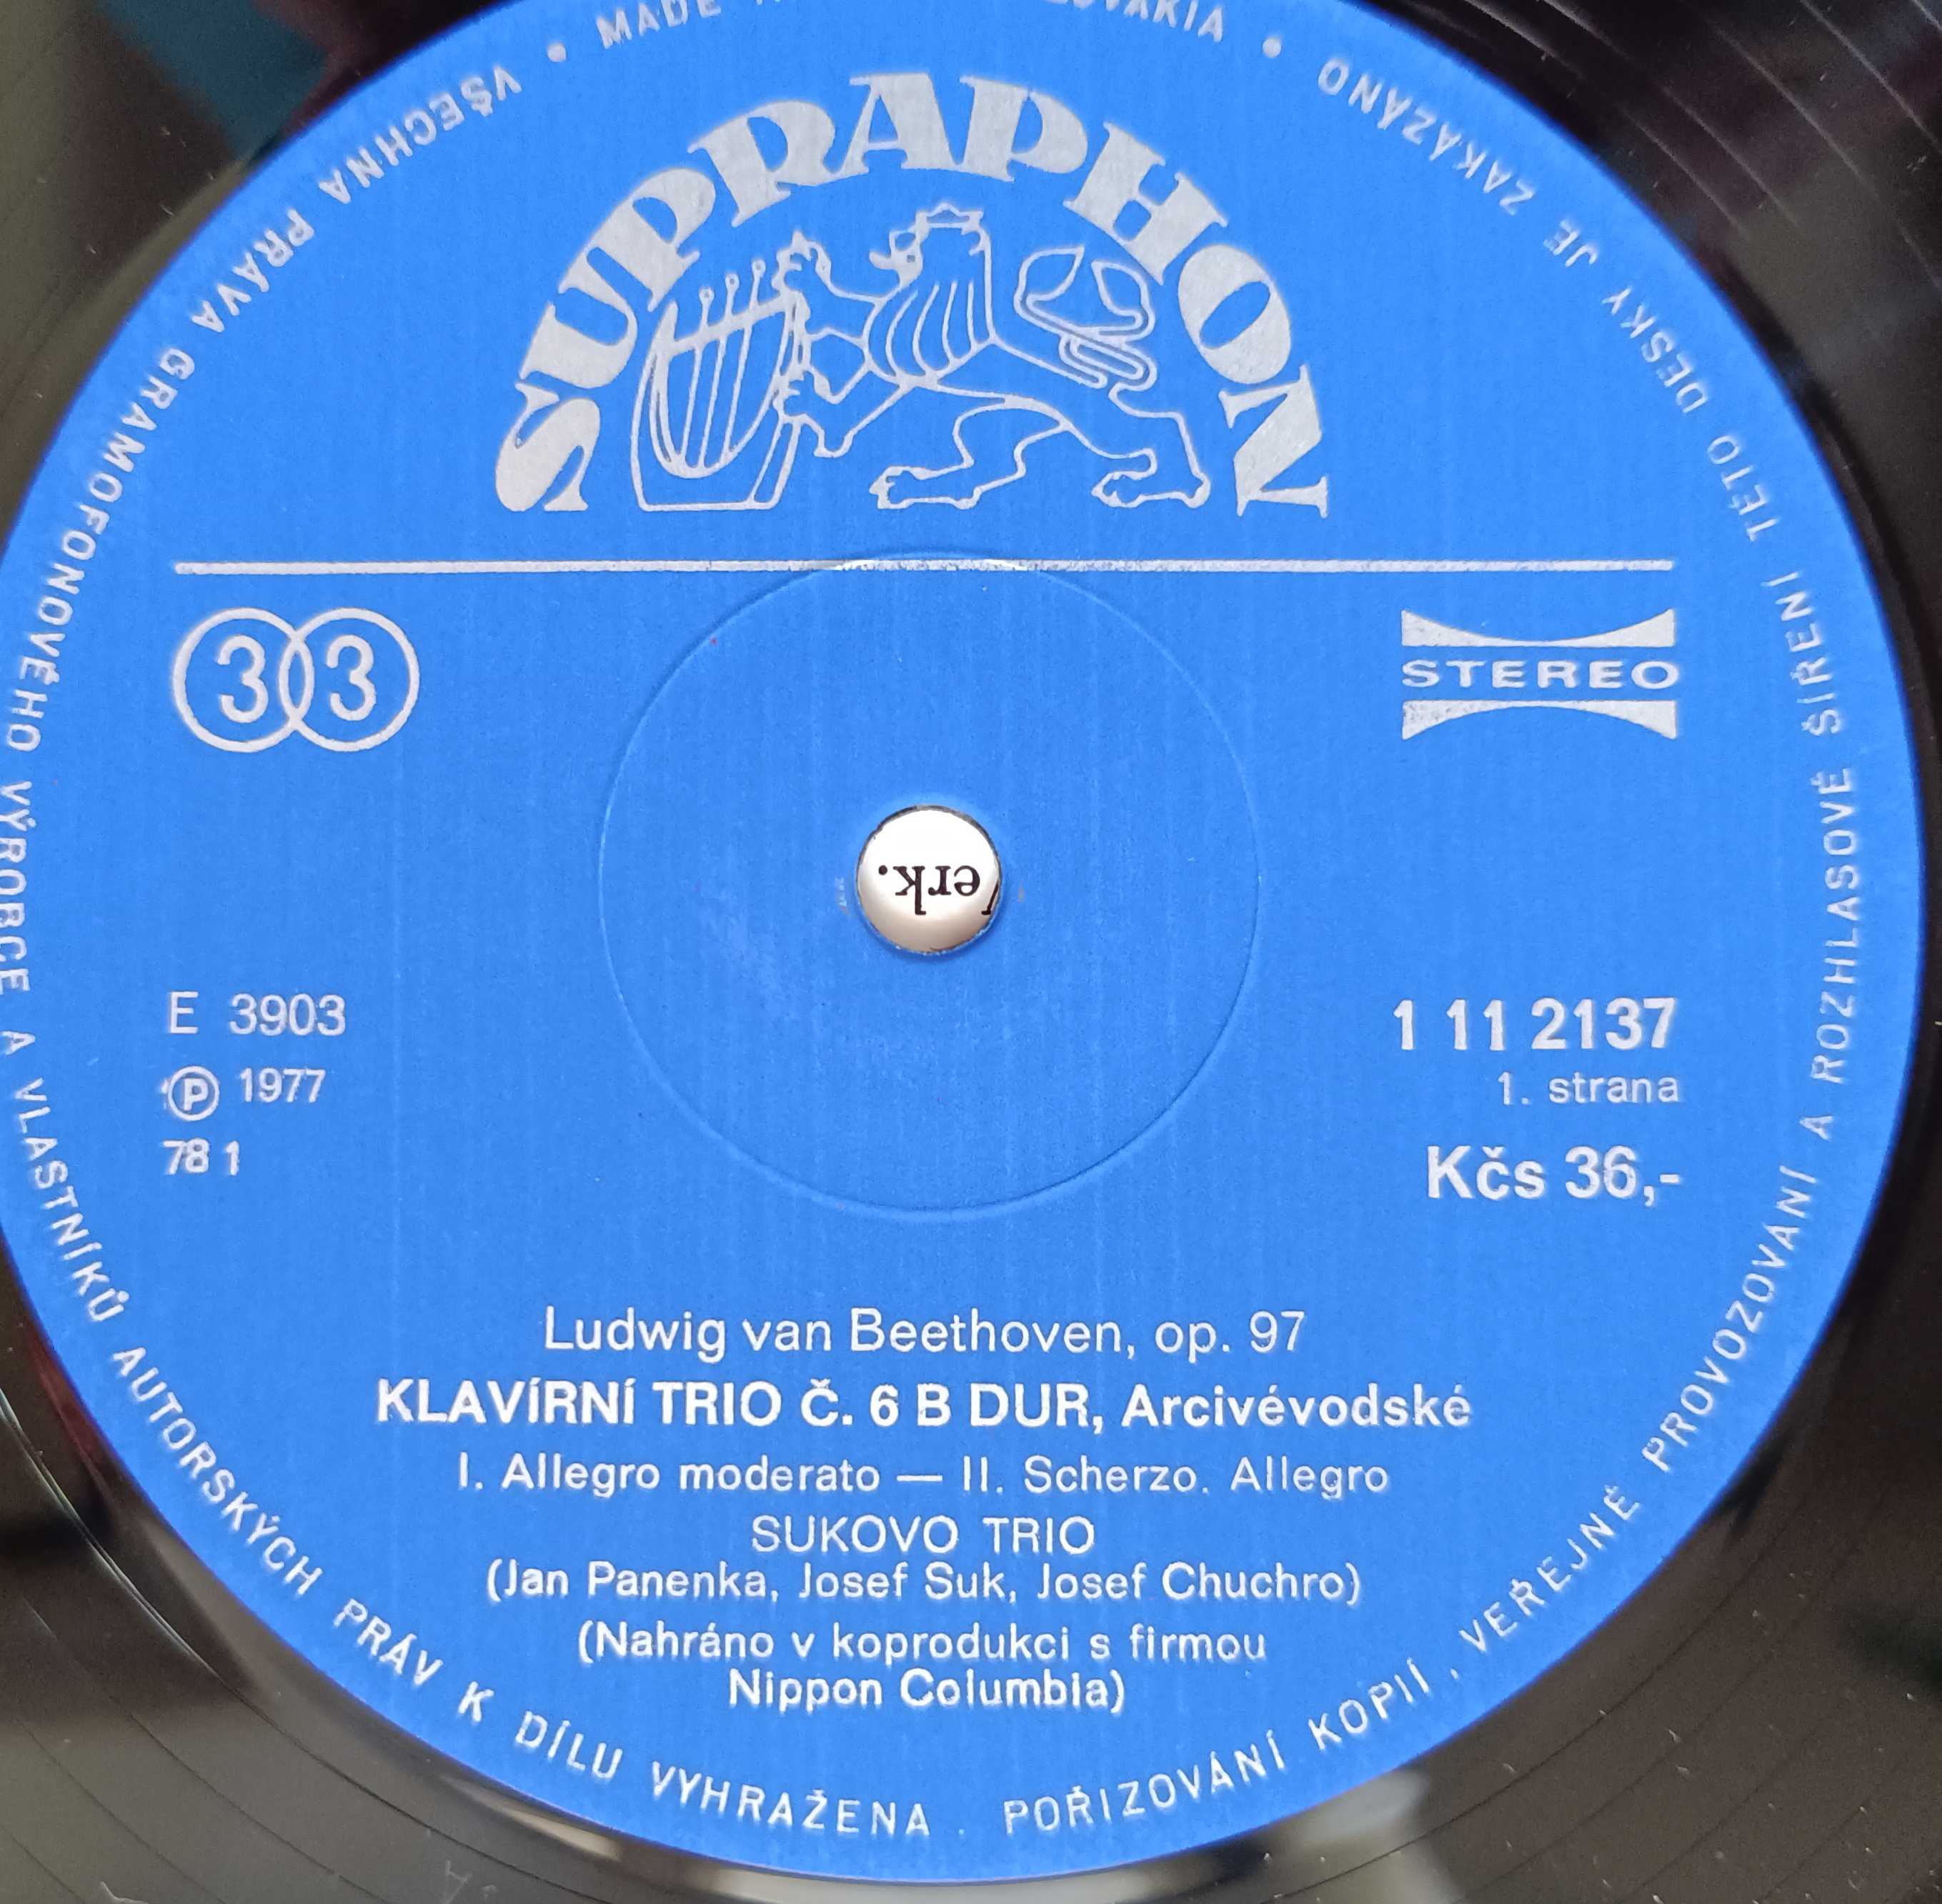 SUPRAPHON
33
STEREO
erk.
E 3903
Ⓟ 1977
78 1
1 11 2137
1. strana
Kčs 36,-
Ludwig van Beethoven, op. 97
KLAVÍRNÍ TRIO Č. 6 B DUR, Arcivévodské
I. Allegro moderato — II. Scherzo. Allegro
SUKOVO TRIO
(Jan Panenka, Josef Suk, Josef Chuchro)
(Nahráno v koprodukci s firmou
Nippon Columbia)
MADE
VŠECHNA PRÁVA GRAMOFONOVÉHO VÝROBCE A VLASTNÍKŮ AUTORSKÝCH PRÁV K DÍLU VYHRAŽENA . POŘIZOVÁNÍ KOPIÍ , VEŘEJNÉ PROVOZOVÁNÍ A ROZHLASOVÉ ŠÍŘENÍ TÉTO DESKY JE ZAKÁZÁNO